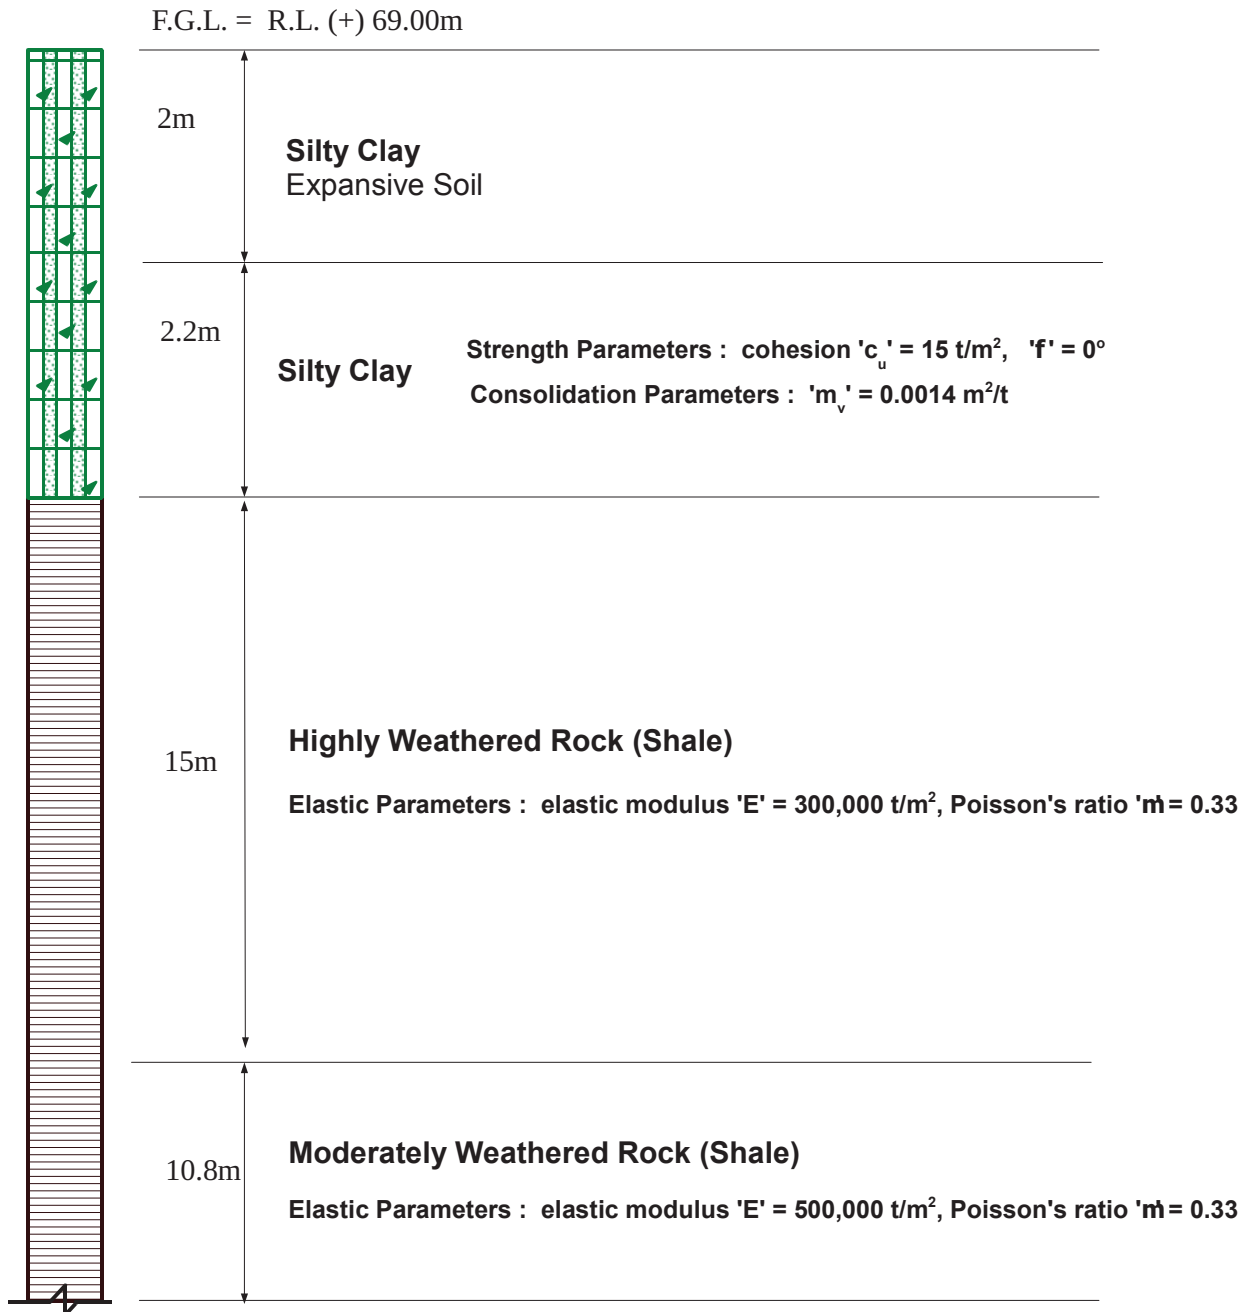 F.G.L. = R.L. (+) 69.00m
2m
Silty Clay
Expansive Soil
2.2m
Silty Clay
Strength Parameters : cohesion 'cᵤ' = 15 t/m², 'f' = 0º
Consolidation Parameters : 'mᵥ' = 0.0014 m²/t
15m
Highly Weathered Rock (Shale)
Elastic Parameters : elastic modulus 'E' = 300,000 t/m², Poisson's ratio 'm' = 0.33
10.8m
Moderately Weathered Rock (Shale)
Elastic Parameters : elastic modulus 'E' = 500,000 t/m², Poisson's ratio 'm' = 0.33